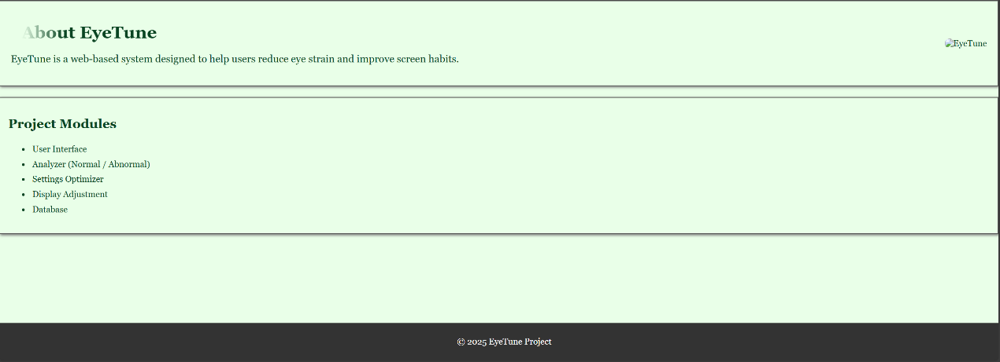 About EyeTune
EyeTune is a web-based system designed to help users reduce eye strain and improve screen habits.
EyeTune
Project Modules
• User Interface
• Analyzer (Normal / Abnormal)
• Settings Optimizer
• Display Adjustment
• Database
© 2025 EyeTune Project